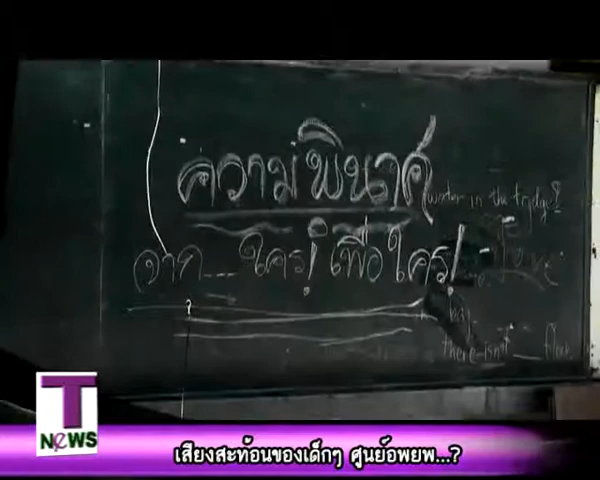 ความพินาศ
water in the fridge?
จาก... ใคร! เพื่อ ใคร!
there isn't
T
NEWS
เสียงสะท้อนของเด็กๆ ศูนย์อพยพ...?